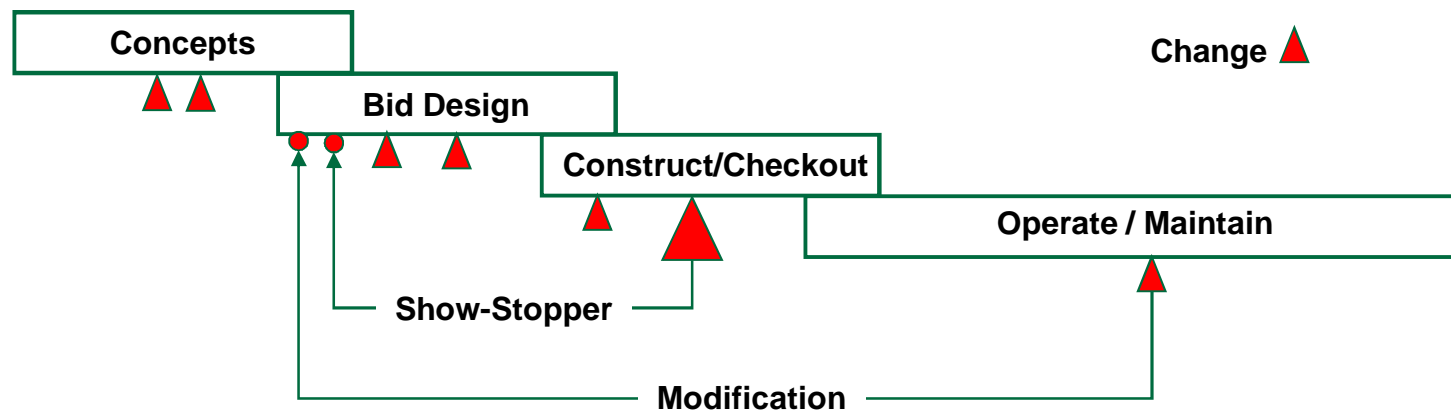 Concepts
Change
Bid Design
Construct/Checkout
Operate / Maintain
Show-Stopper
Modification